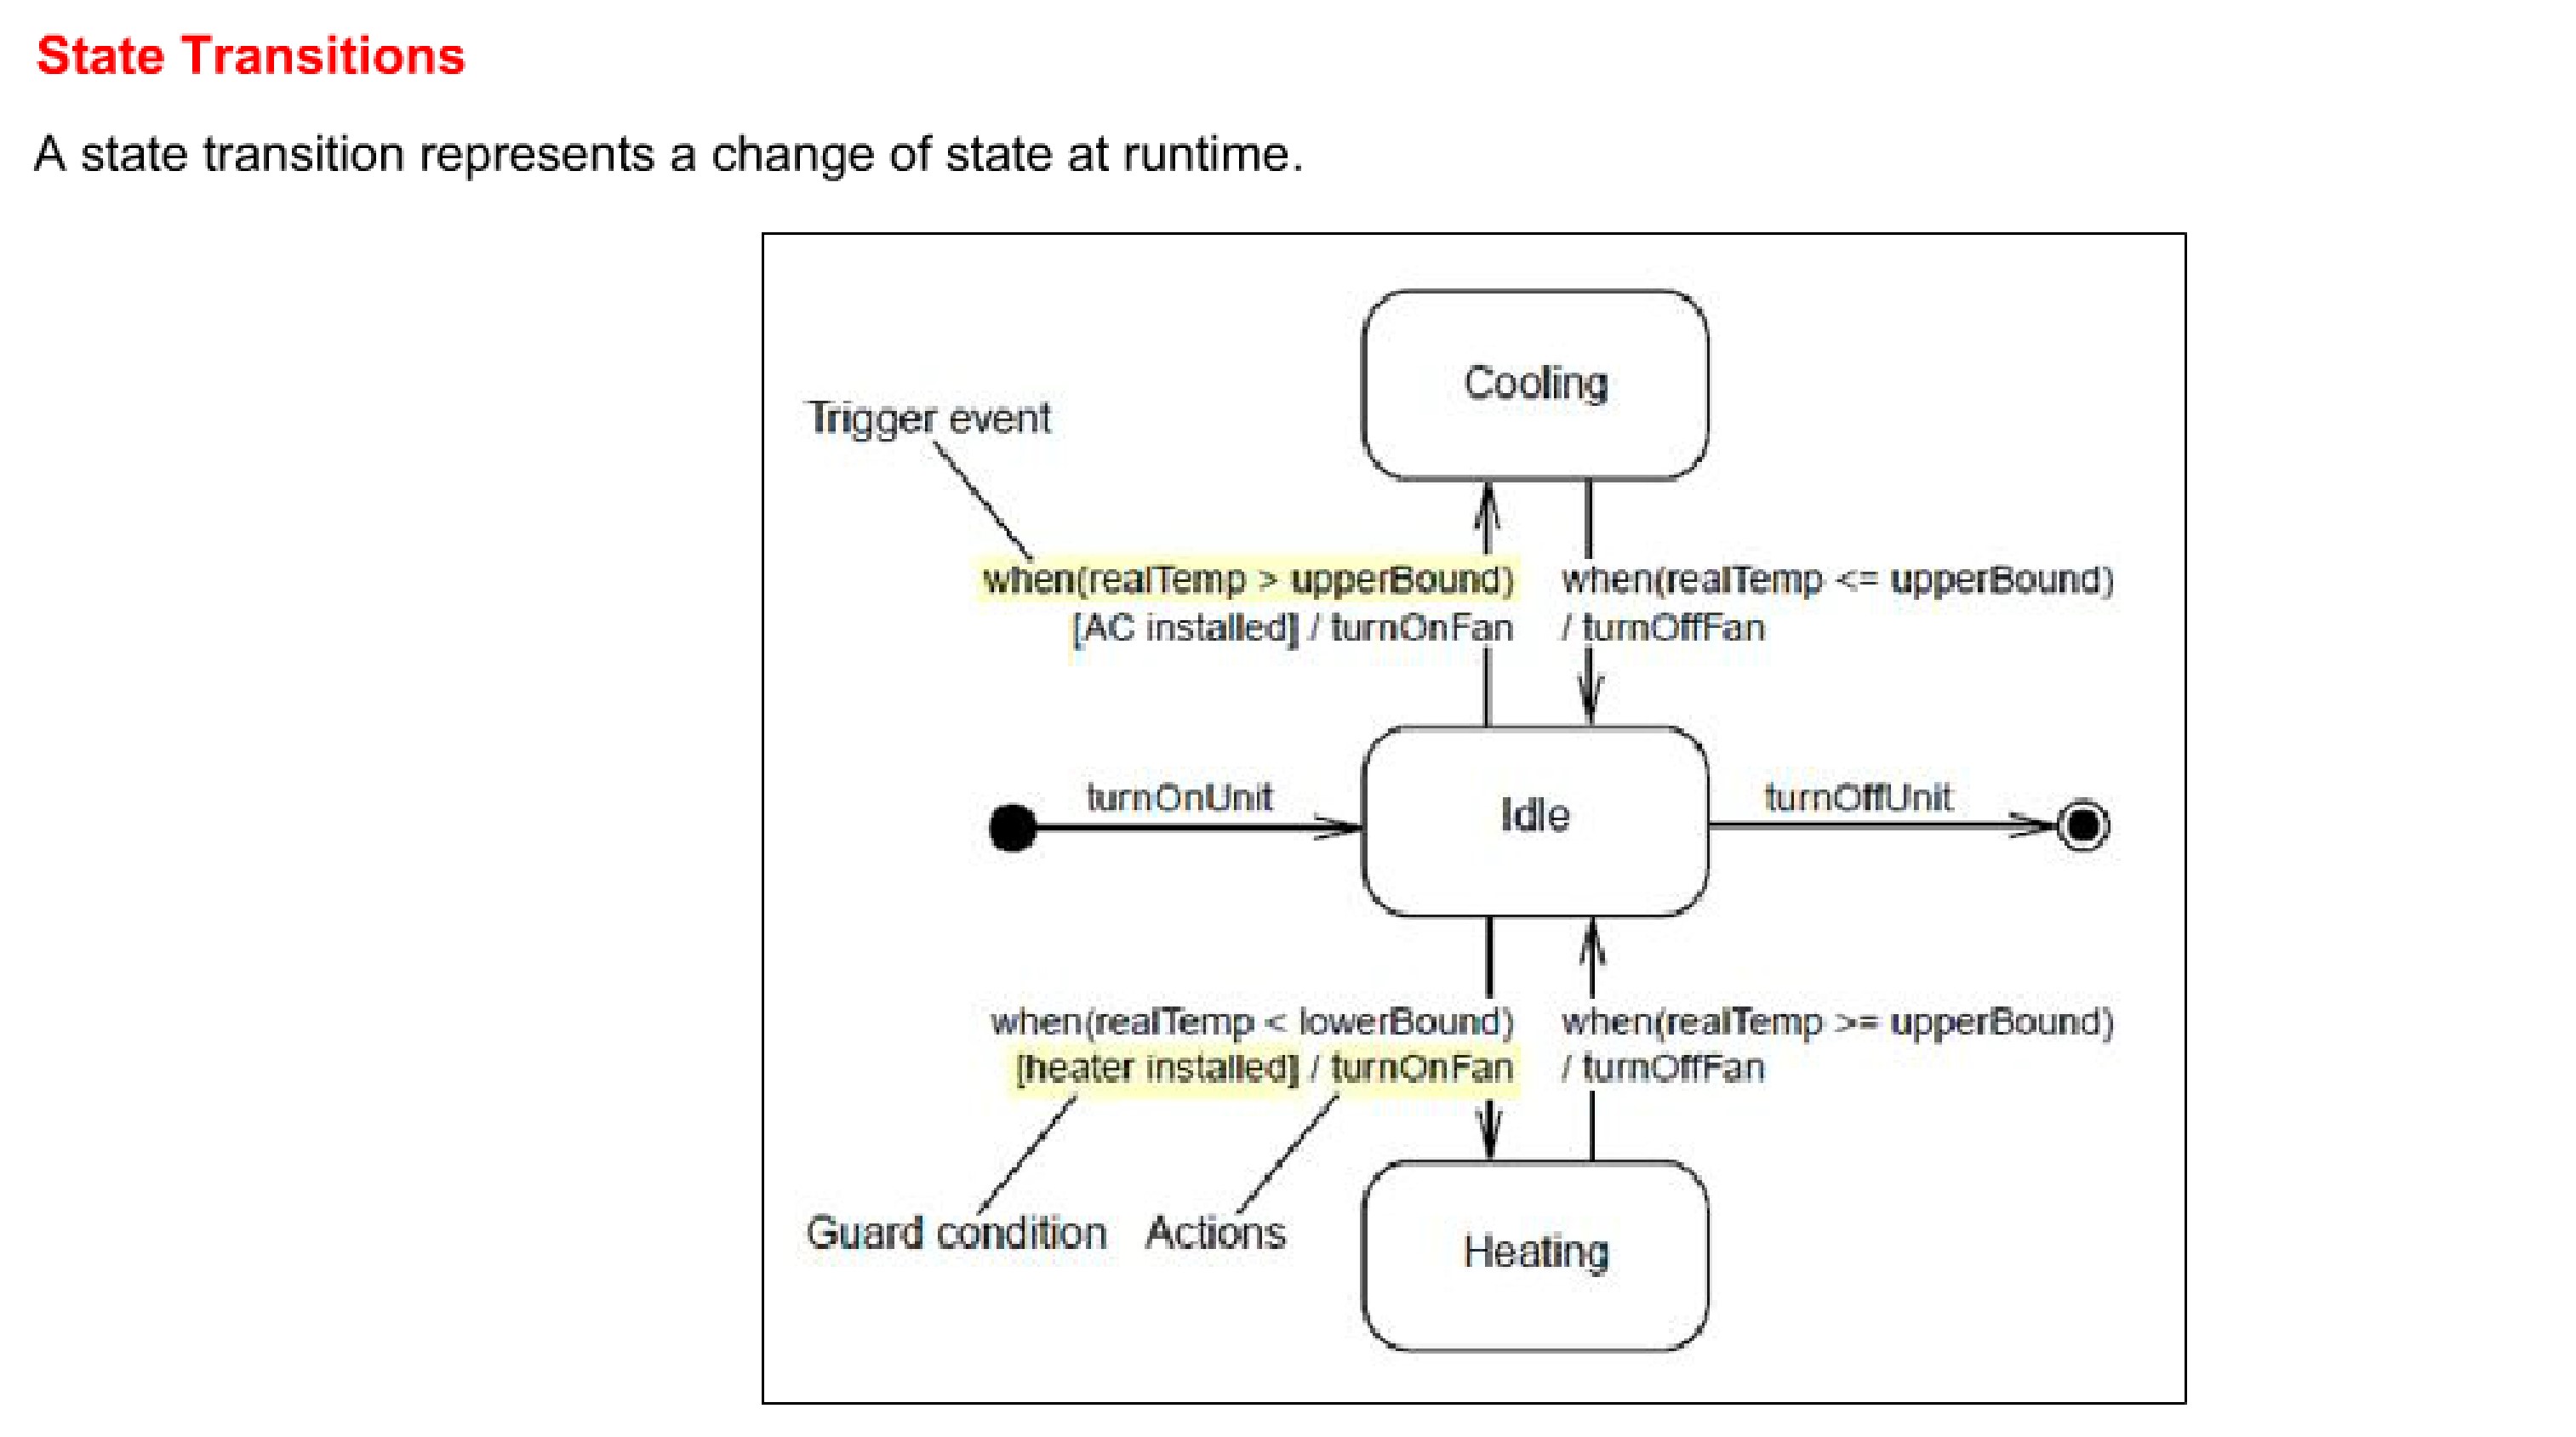 State Transitions
A state transition represents a change of state at runtime.
Cooling
Trigger event
when(realTemp > upperBound)
[AC installed] / turnOnFan
when(realTemp <= upperBound)
/ turnOffFan
turnOnUnit
Idle
turnOffUnit
when(realTemp < lowerBound)
[heater installed] / turnOnFan
when(realTemp >= upperBound)
/ turnOffFan
Guard condition
Actions
Heating